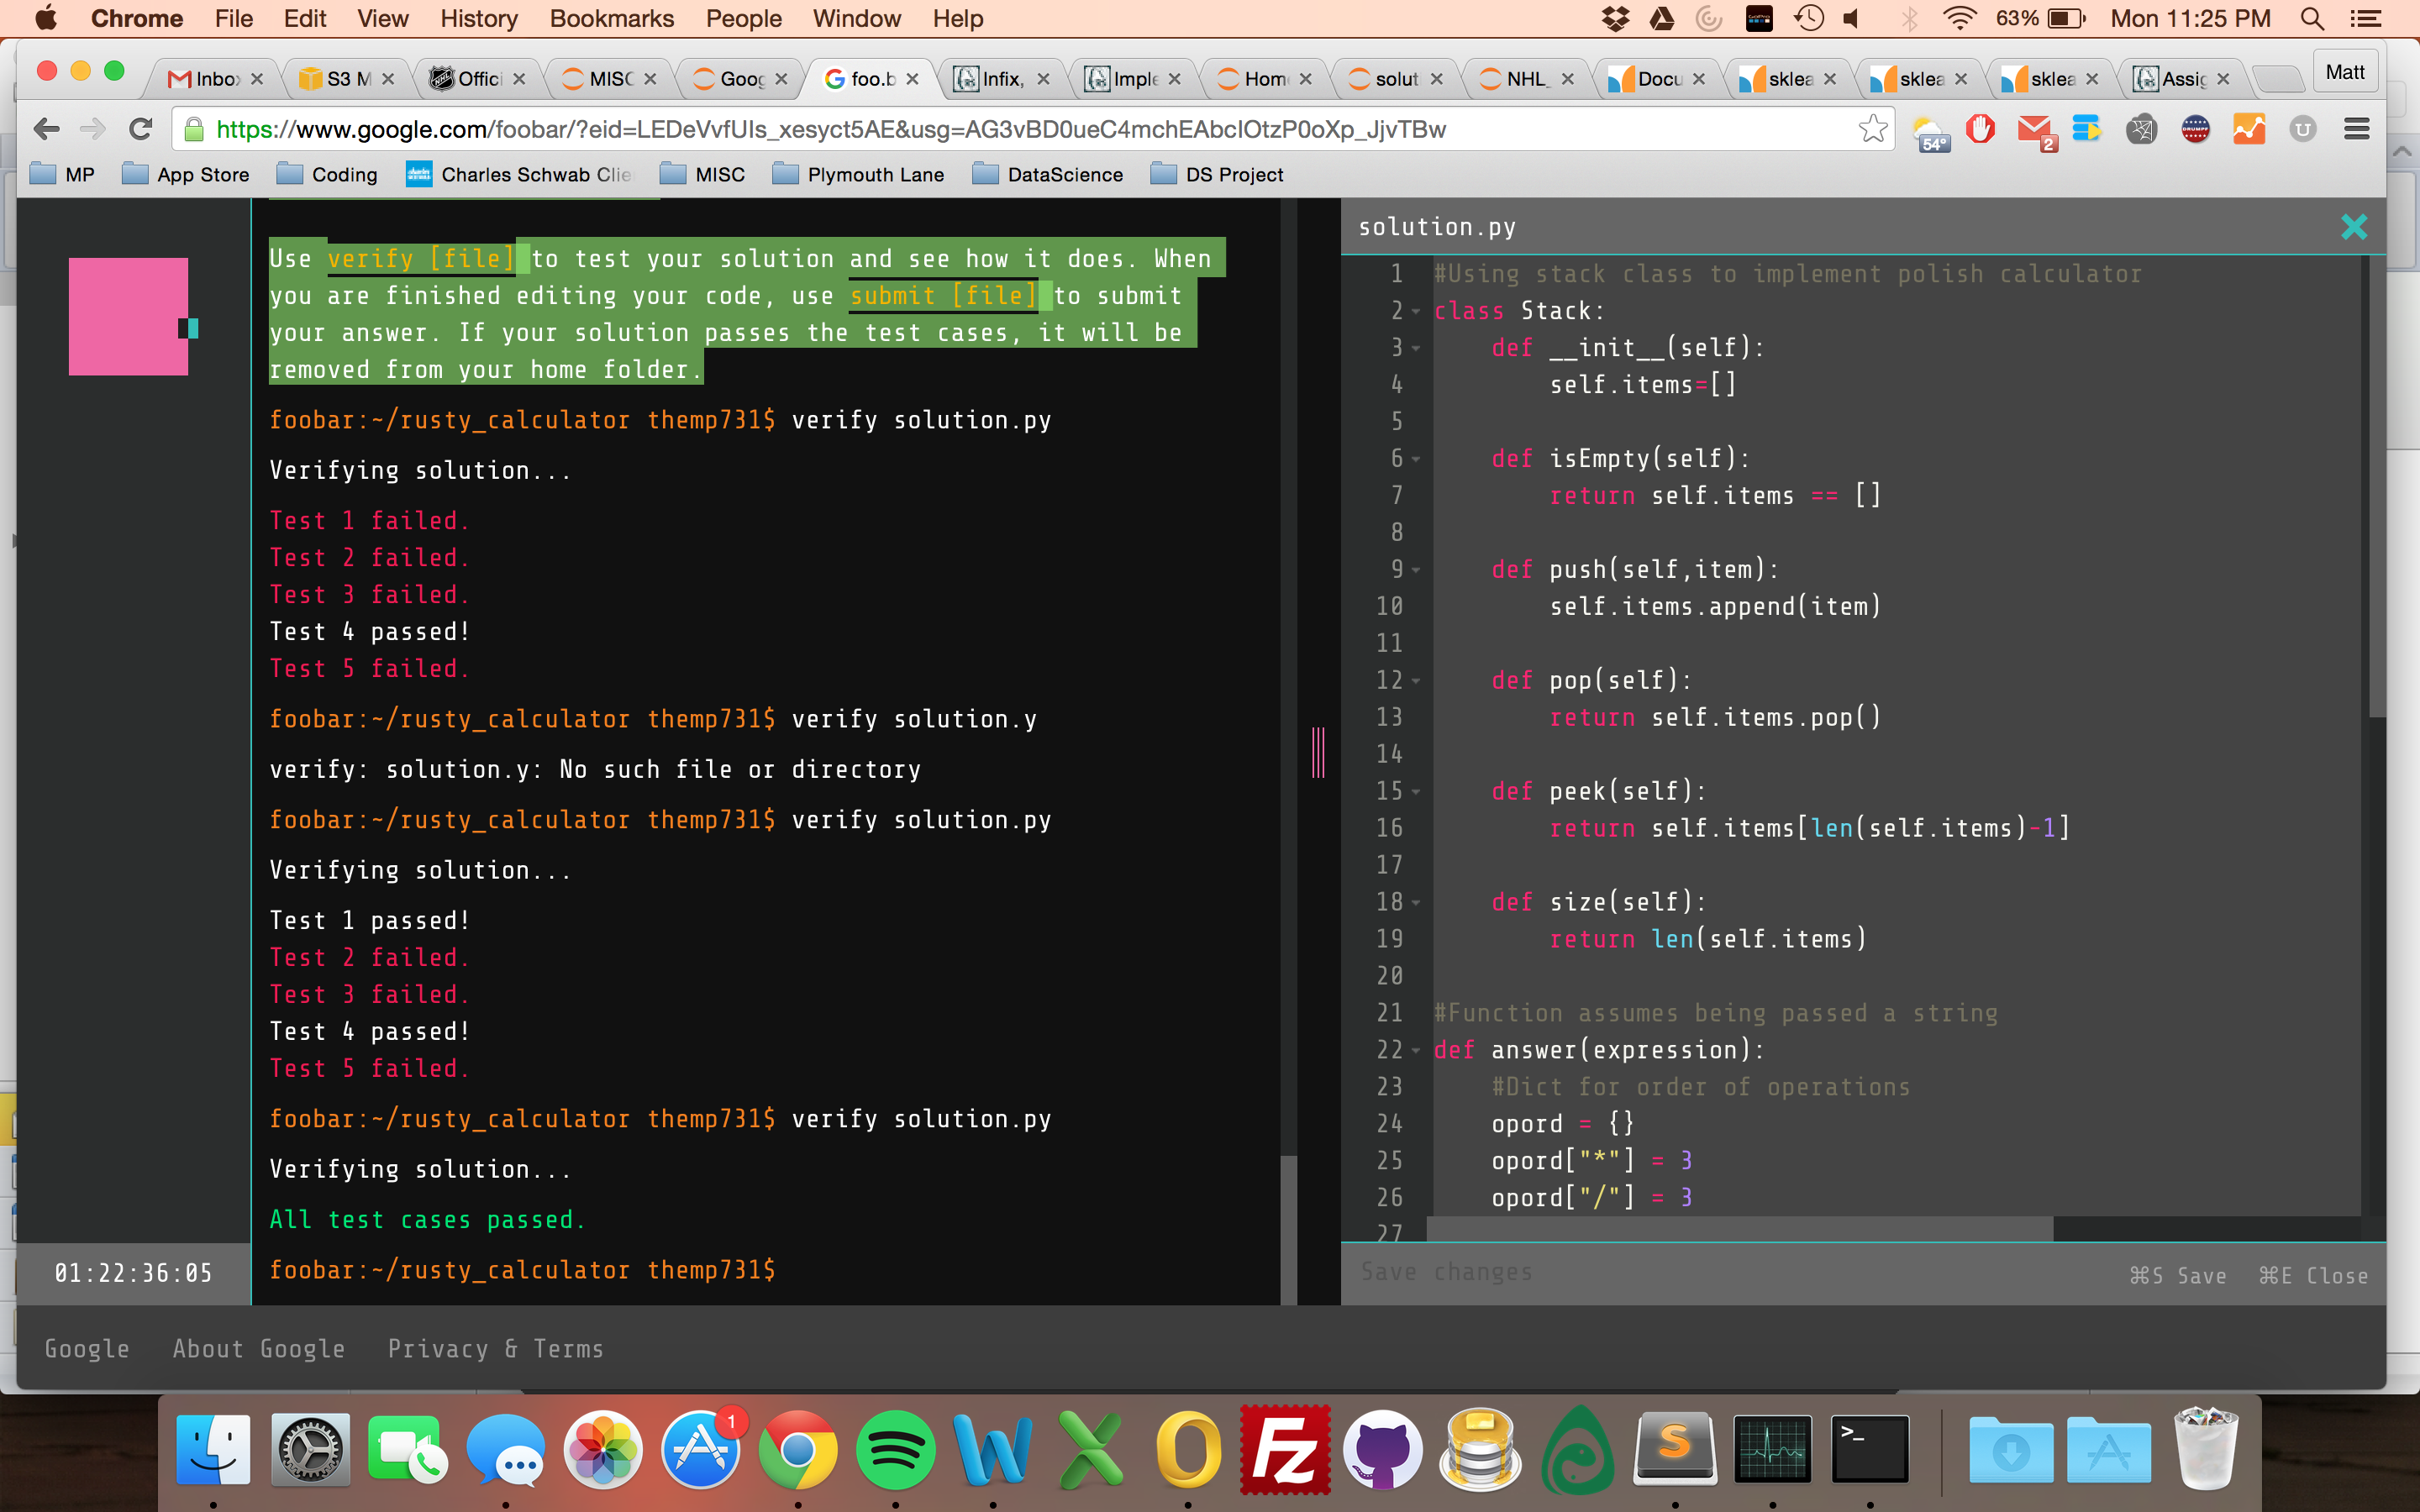 Chrome File Edit View History Bookmarks People Window Help 63% Mon 11:25 PM
Inbox S3 M Offici MISC Goog foo.b Infix, Imple Home solut NHL_ Docu sklea sklea sklea Assig Matt
https://www.google.com/foobar/?eid=LEDeVvfUIs_xesyct5AE&usg=AG3vBD0ueC4mchEAbcIOtzP0oXp_JjvTBw
54° 2
MP App Store Coding Charles Schwab Clie MISC Plymouth Lane DataScience DS Project
Use verify [file] to test your solution and see how it does. When
you are finished editing your code, use submit [file] to submit
your answer. If your solution passes the test cases, it will be
removed from your home folder.
foobar:~/rusty_calculator themp731$ verify solution.py
Verifying solution...
Test 1 failed.
Test 2 failed.
Test 3 failed.
Test 4 passed!
Test 5 failed.
foobar:~/rusty_calculator themp731$ verify solution.y
verify: solution.y: No such file or directory
foobar:~/rusty_calculator themp731$ verify solution.py
Verifying solution...
Test 1 passed!
Test 2 failed.
Test 3 failed.
Test 4 passed!
Test 5 failed.
foobar:~/rusty_calculator themp731$ verify solution.py
Verifying solution...
All test cases passed.
foobar:~/rusty_calculator themp731$
01:22:36:05
solution.py
1 #Using stack class to implement polish calculator
2 class Stack:
3 def __init__(self):
4 self.items=[]
5
6 def isEmpty(self):
7 return self.items == []
8
9 def push(self,item):
10 self.items.append(item)
11
12 def pop(self):
13 return self.items.pop()
14
15 def peek(self):
16 return self.items[len(self.items)-1]
17
18 def size(self):
19 return len(self.items)
20
21 #Function assumes being passed a string
22 def answer(expression):
23 #Dict for order of operations
24 opord = {}
25 opord["*"] = 3
26 opord["/"] = 3
27
Save changes ⌘S Save ⌘E Close
Google About Google Privacy & Terms
1